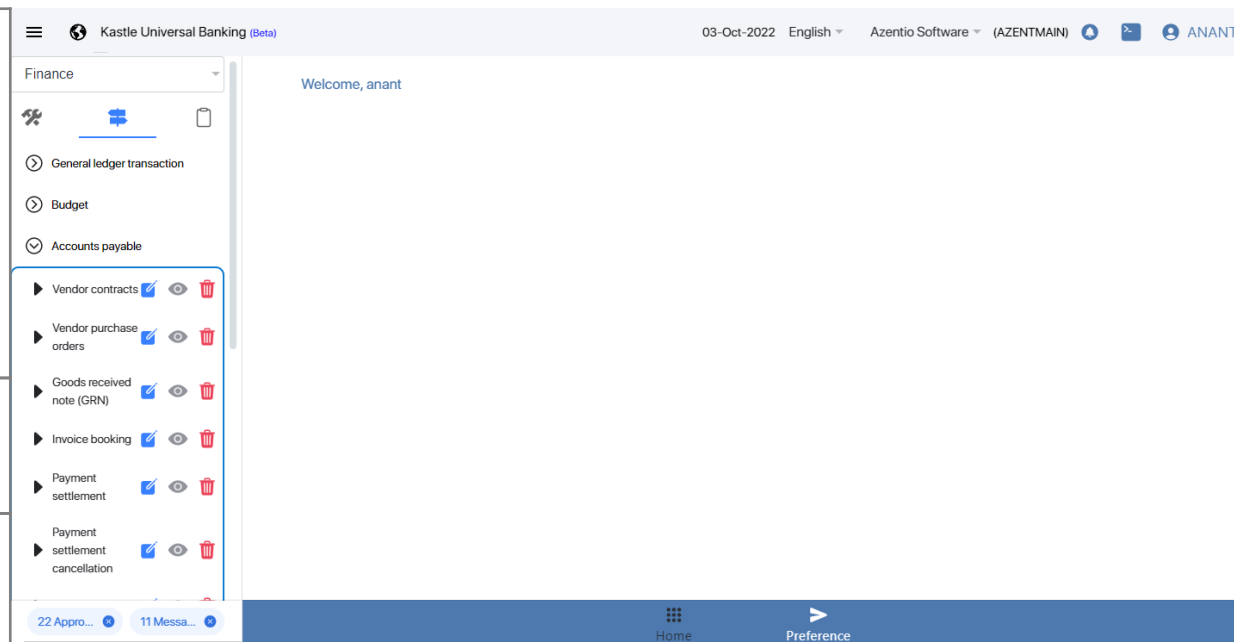 Kastle Universal Banking (Beta)
03-Oct-2022 English Azentio Software (AZENTMAIN) ANANT
Finance
Welcome, anant
General ledger transaction
Budget
Accounts payable
Vendor contracts
Vendor purchase
orders
Goods received
note (GRN)
Invoice booking
Payment
settlement
Payment
settlement
cancellation
22 Appro... 11 Messa...
Home Preference